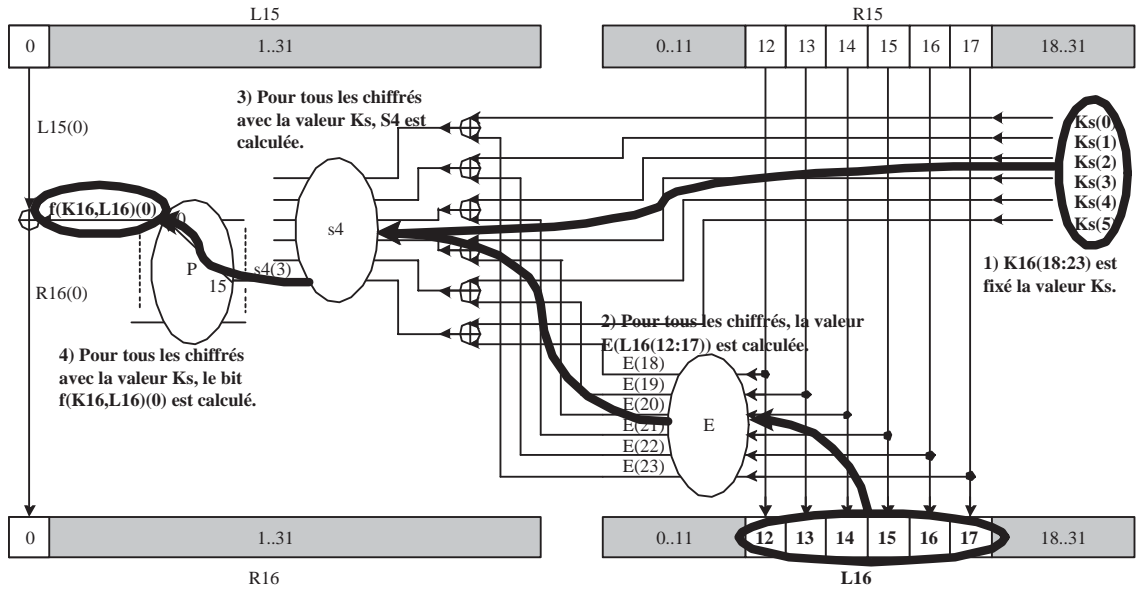 L15
R15
0
1..31
0..11
12
13
14
15
16
17
18..31
3) Pour tous les chiffrés
avec la valeur Ks, S4 est
calculée.
L15(0)
Ks(0)
Ks(1)
Ks(2)
Ks(3)
Ks(4)
Ks(5)
f(K16,L16)(0)
s4
P
s4(3)
15
R16(0)
1) K16(18:23) est
fixé la valeur Ks.
2) Pour tous les chiffrés, la valeur
E(L16(12:17)) est calculée.
4) Pour tous les chiffrés
avec la valeur Ks, le bit
f(K16,L16)(0) est calculé.
E(18)
E(19)
E(20)
E(21)
E(22)
E(23)
E
0
1..31
0..11
12
13
14
15
16
17
18..31
R16
L16